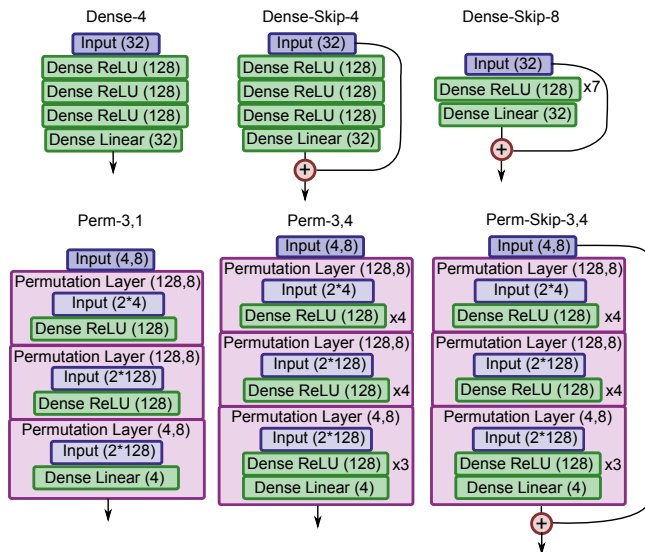 Dense-4
Input (32)
Dense ReLU (128)
Dense ReLU (128)
Dense ReLU (128)
Dense Linear (32)
Dense-Skip-4
Input (32)
Dense ReLU (128)
Dense ReLU (128)
Dense ReLU (128)
Dense Linear (32)
+
Dense-Skip-8
Input (32)
Dense ReLU (128) x7
Dense Linear (32)
+
Perm-3,1
Input (4,8)
Permutation Layer (128,8)
Input (2*4)
Dense ReLU (128)
Permutation Layer (128,8)
Input (2*128)
Dense ReLU (128)
Permutation Layer (4,8)
Input (2*128)
Dense Linear (4)
Perm-3,4
Input (4,8)
Permutation Layer (128,8)
Input (2*4)
Dense ReLU (128) x4
Permutation Layer (128,8)
Input (2*128)
Dense ReLU (128) x4
Permutation Layer (4,8)
Input (2*128)
Dense ReLU (128) x3
Dense Linear (4)
Perm-Skip-3,4
Input (4,8)
Permutation Layer (128,8)
Input (2*4)
Dense ReLU (128) x4
Permutation Layer (128,8)
Input (2*128)
Dense ReLU (128) x4
Permutation Layer (4,8)
Input (2*128)
Dense ReLU (128) x3
Dense Linear (4)
+